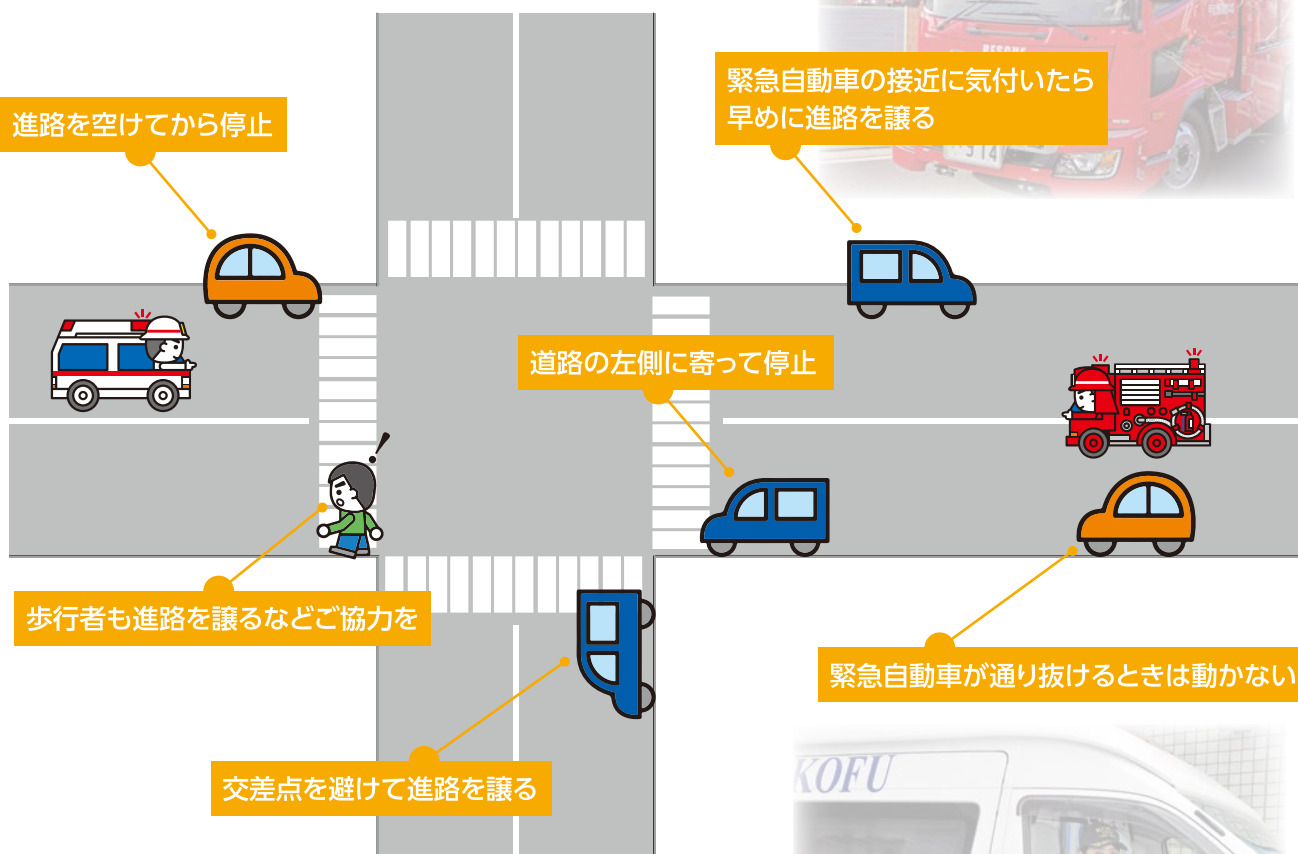 RESCUE
緊急自動車の接近に気付いたら
早めに進路を譲る
進路を空けてから停止
道路の左側に寄って停止
歩行者も進路を譲るなどご協力を
緊急自動車が通り抜けるときは動かない
交差点を避けて進路を譲る
KOFU